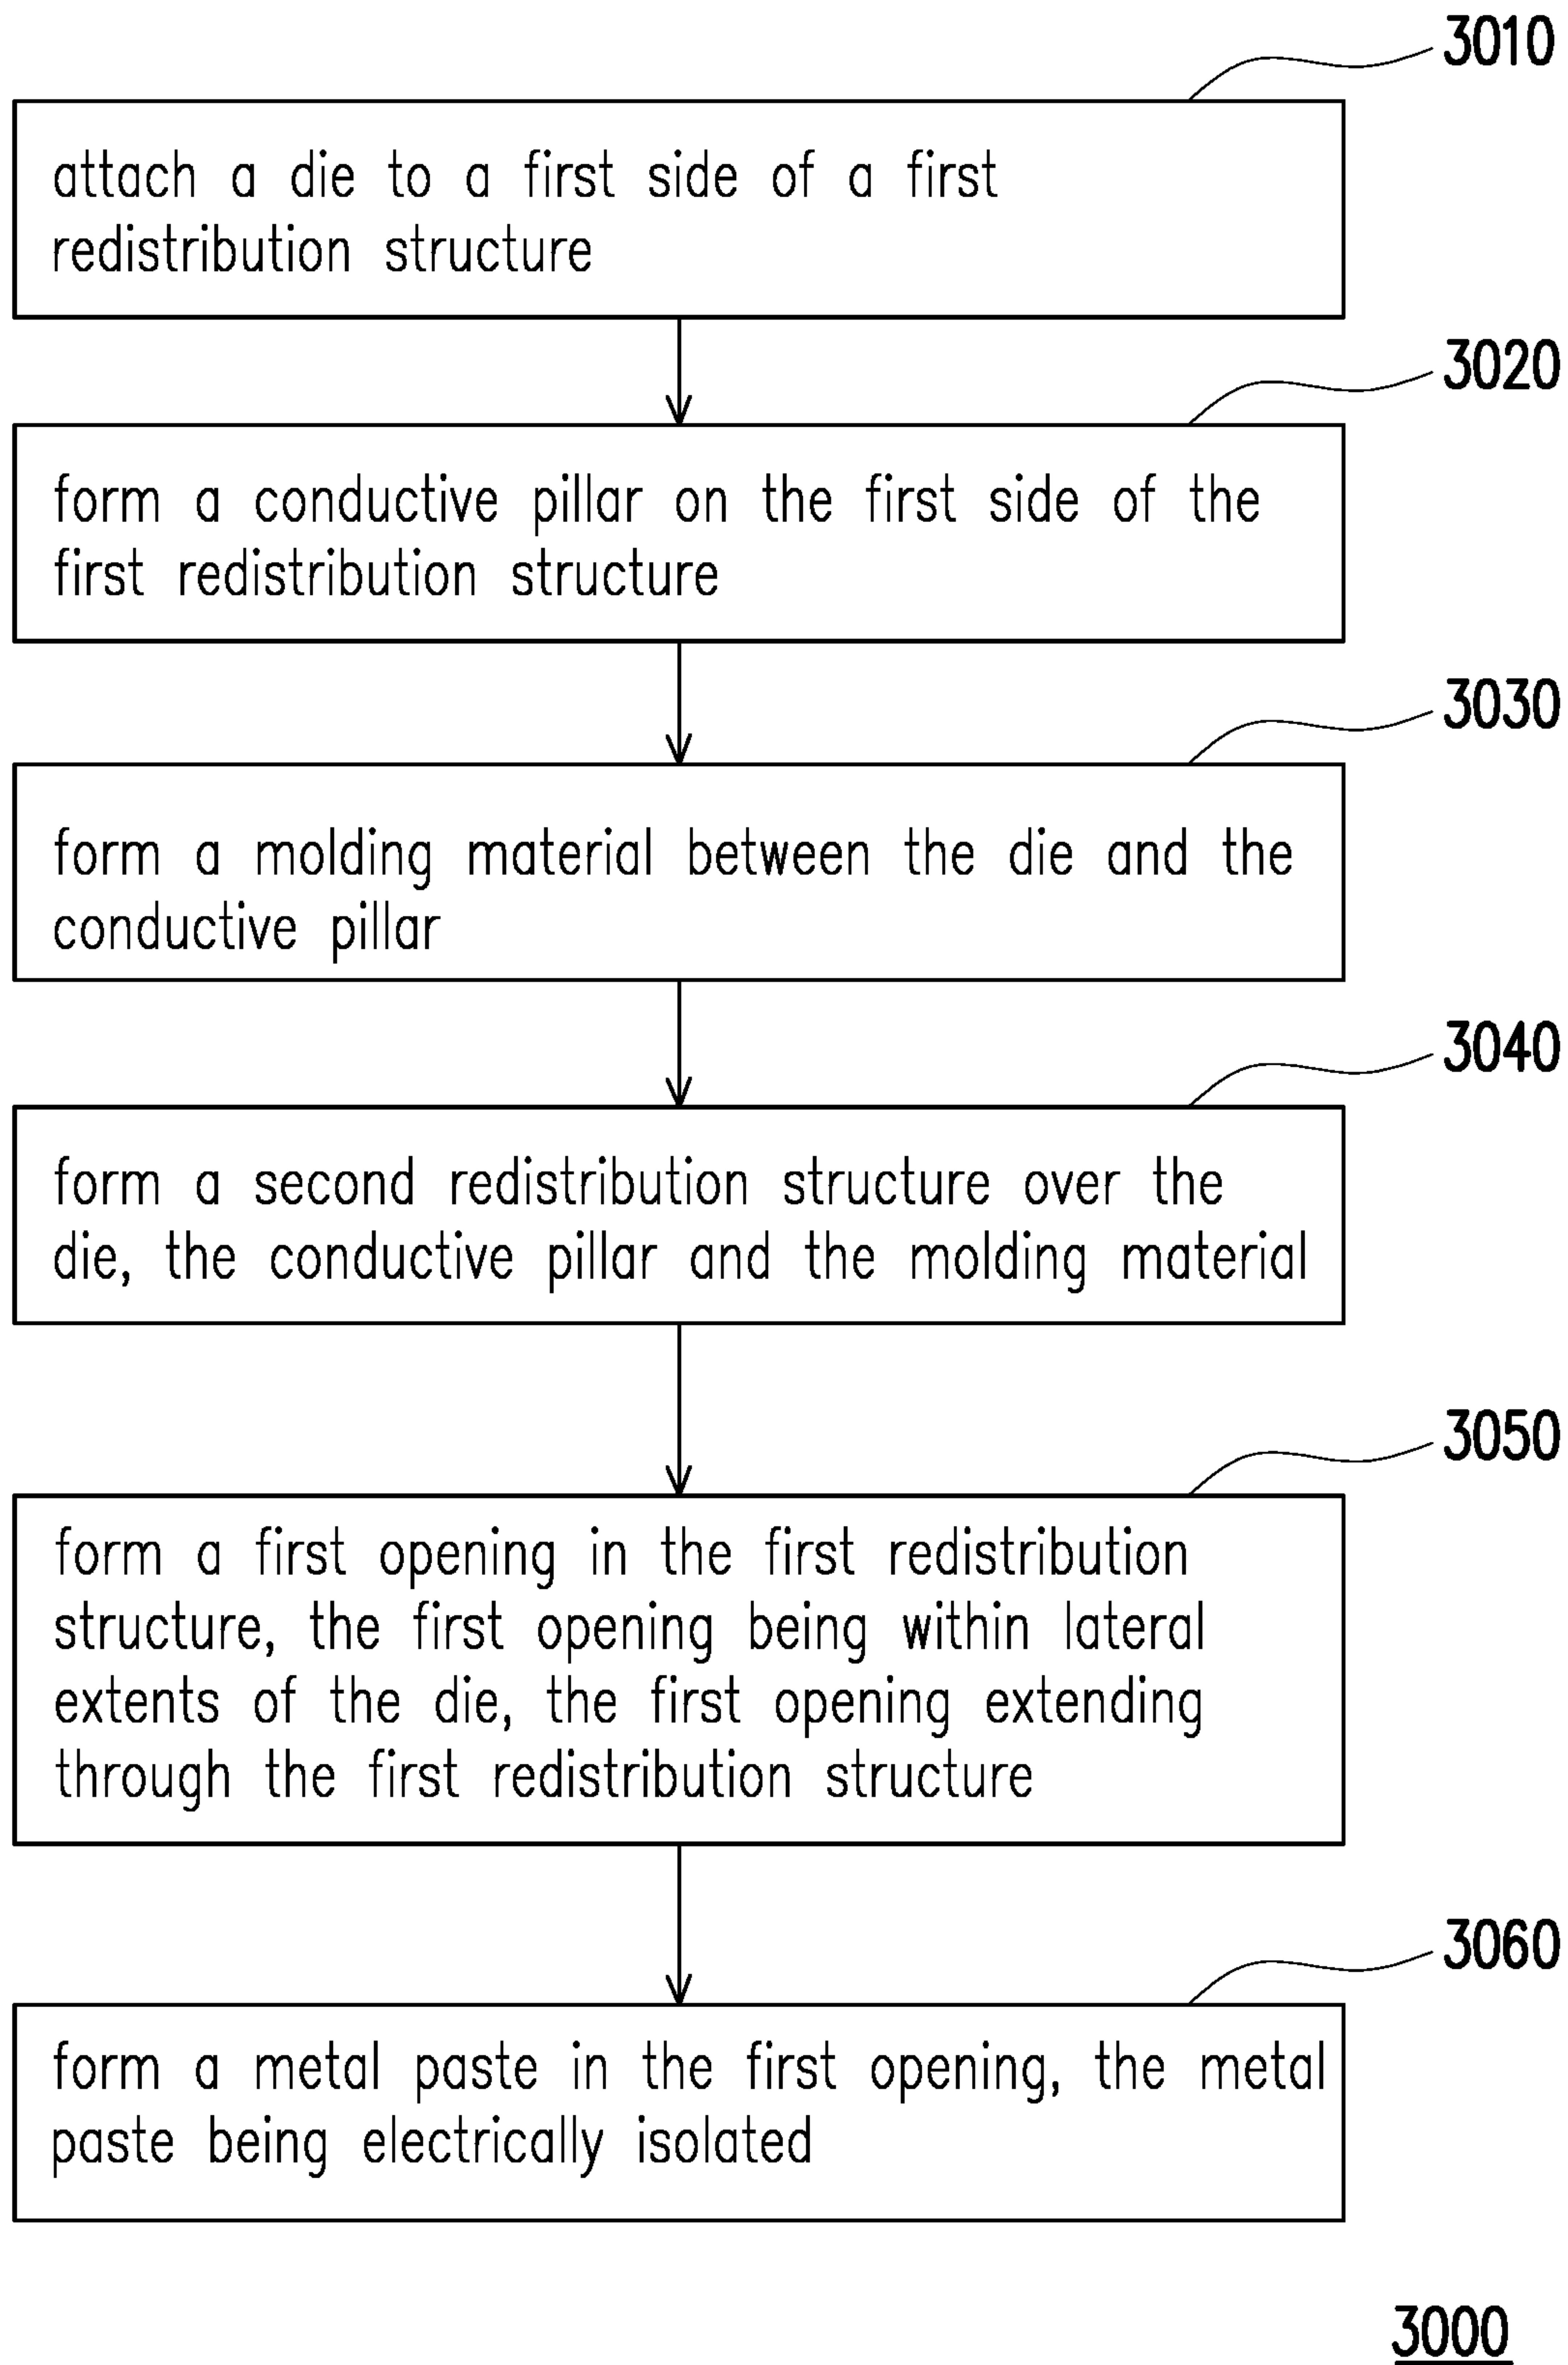 3010
attach a die to a first side of a first
redistribution structure
3020
form a conductive pillar on the first side of the
first redistribution structure
3030
form a molding material between the die and the
conductive pillar
3040
form a second redistribution structure over the
die, the conductive pillar and the molding material
3050
form a first opening in the first redistribution
structure, the first opening being within lateral
extents of the die, the first opening extending
through the first redistribution structure
3060
form a metal paste in the first opening, the metal
paste being electrically isolated
3000